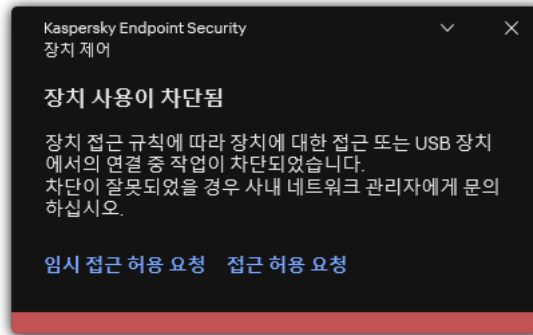 Kaspersky Endpoint Security
장치 제어
장치 사용이 차단됨
장치 접근 규칙에 따라 장치에 대한 접근 또는 USB 장치
에서의 연결 중 작업이 차단되었습니다.
차단이 잘못되었을 경우 사내 네트워크 관리자에게 문의
하십시오.
임시 접근 허용 요청 접근 허용 요청